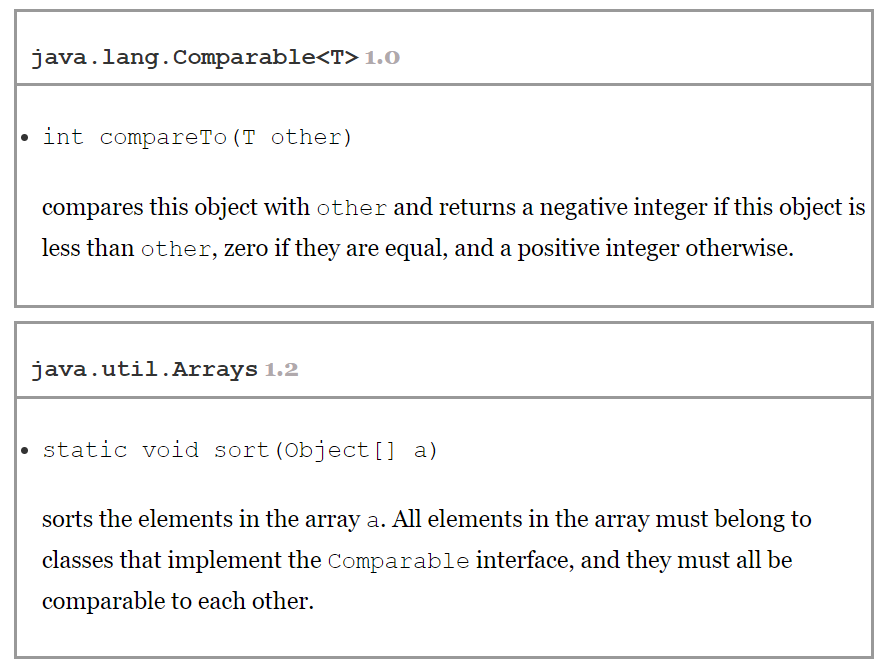 java.lang.Comparable<T> 1.0
• int compareTo(T other)
compares this object with other and returns a negative integer if this object is
less than other, zero if they are equal, and a positive integer otherwise.
java.util.Arrays 1.2
• static void sort(Object[] a)
sorts the elements in the array a. All elements in the array must belong to
classes that implement the Comparable interface, and they must all be
comparable to each other.